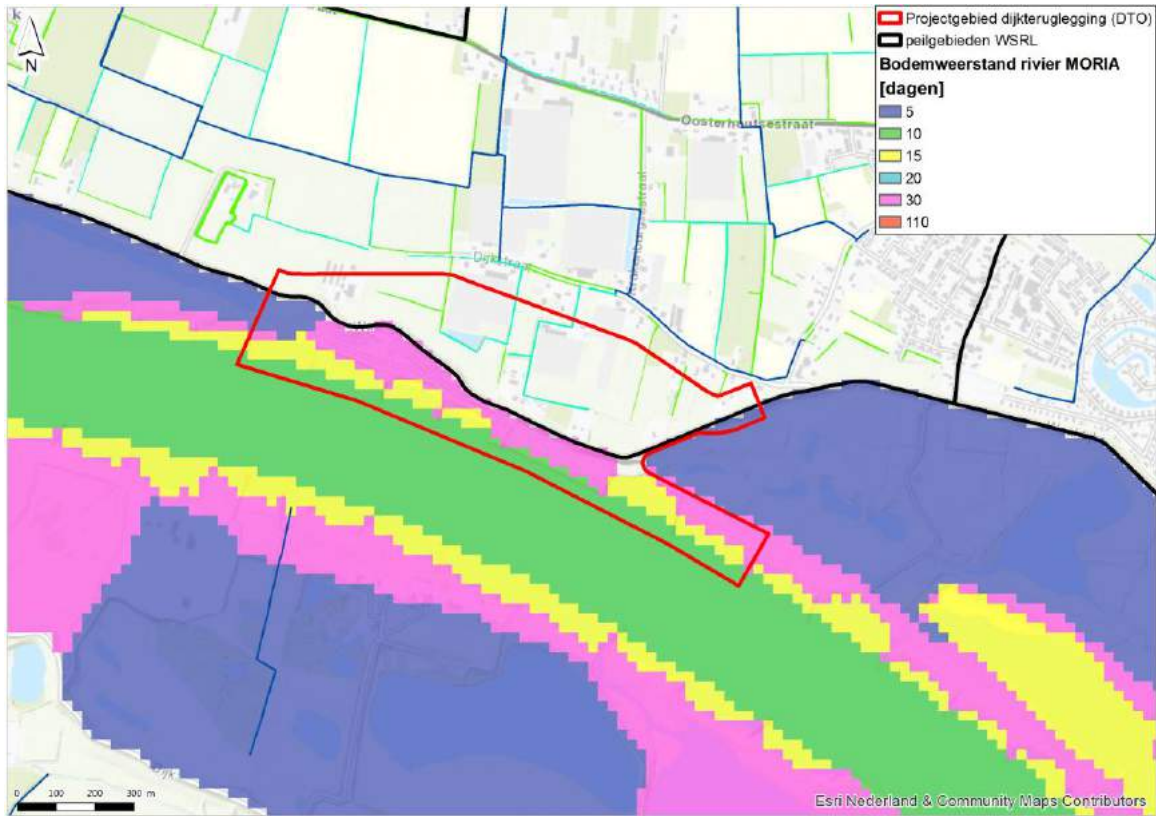 k
N
Projectgebied dijkteruglegging (DTO)
peilgebieden WSRL
Bodemweerstand rivier MORIA
[dagen]
5
10
15
20
30
110
Oosterhoutsestraat
Dijkstraat
0 100 200 300 m
Esri Nederland & Community Maps Contributors